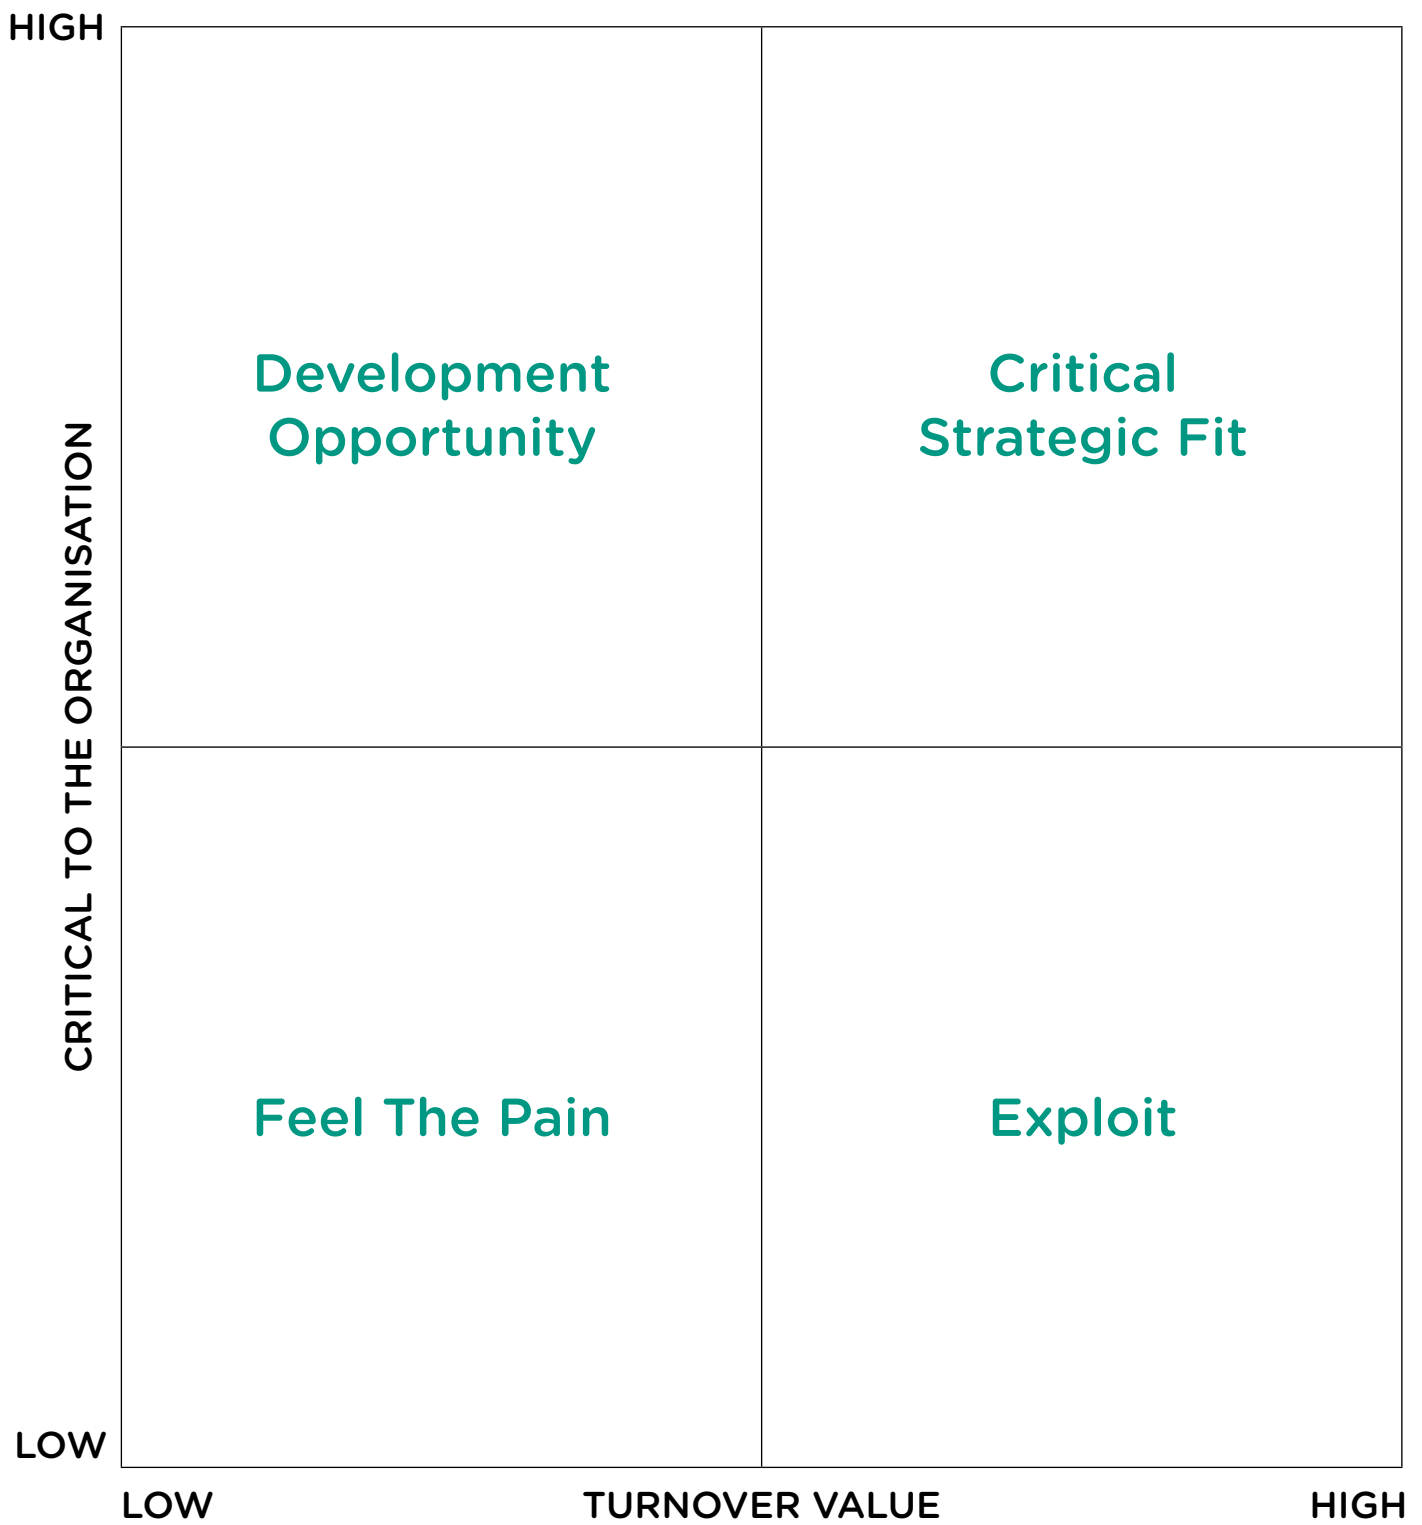 HIGH
Development
Opportunity
Critical
Strategic Fit
CRITICAL TO THE ORGANISATION
Feel The Pain
Exploit
LOW
LOW
TURNOVER VALUE
HIGH